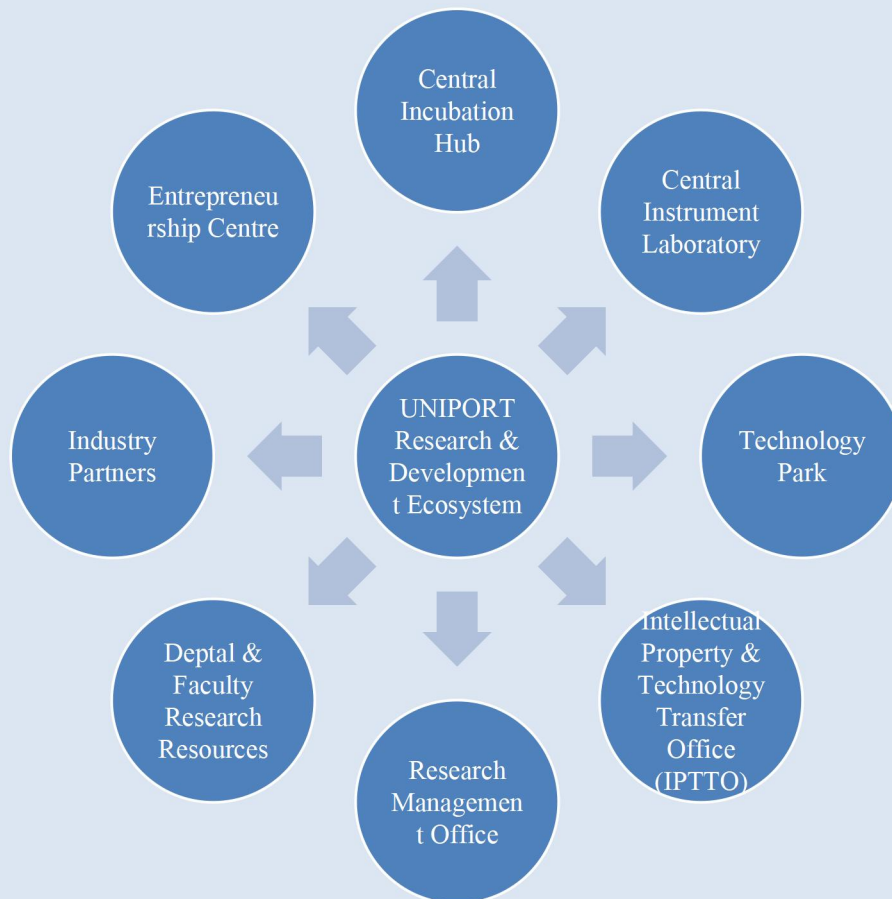 Central
Incubation
Hub
Entrepreneu
rship Centre
Central
Instrument
Laboratory
Industry
Partners
UNIPORT
Research &
Developmen
t Ecosystem
Technology
Park
Deptal &
Faculty
Research
Resources
Intellectual
Property &
Technology
Transfer
Office
(IPTTO)
Research
Managemen
t Office